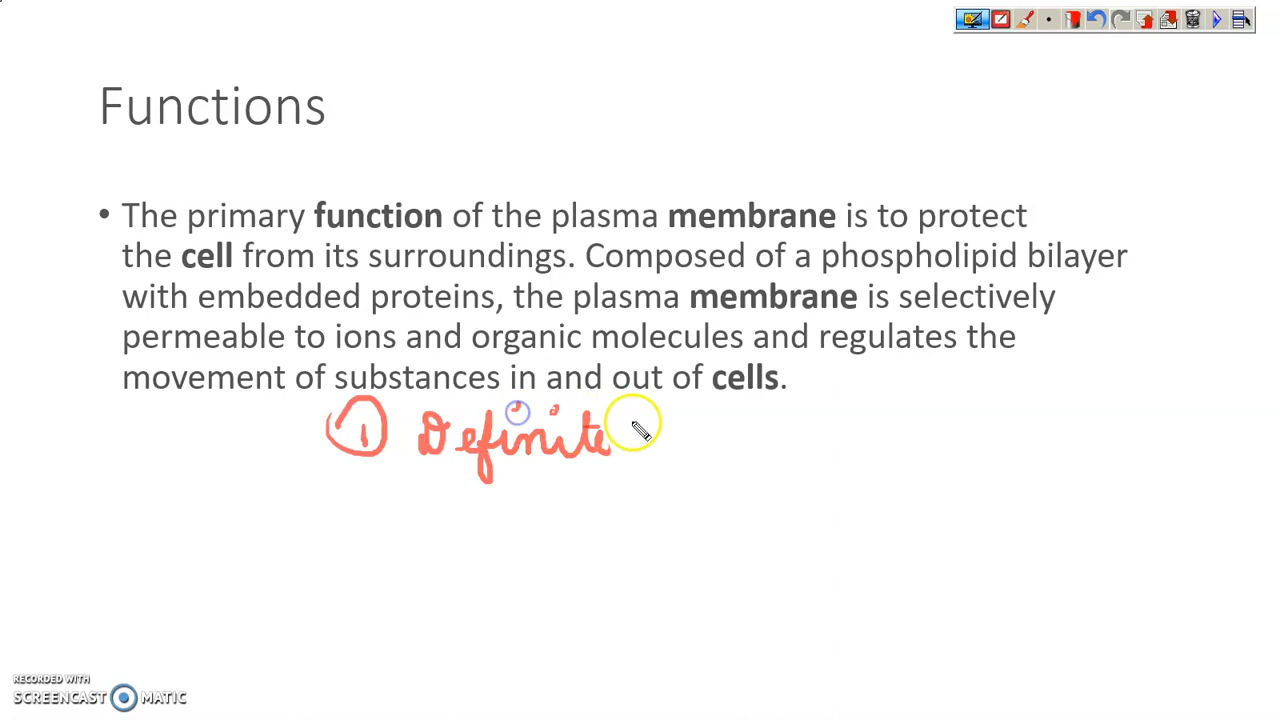 Functions
• The primary function of the plasma membrane is to protect
the cell from its surroundings. Composed of a phospholipid bilayer
with embedded proteins, the plasma membrane is selectively
permeable to ions and organic molecules and regulates the
movement of substances in and out of cells.
1 Definite
RECORDED WITH
SCREENCAST MATIC